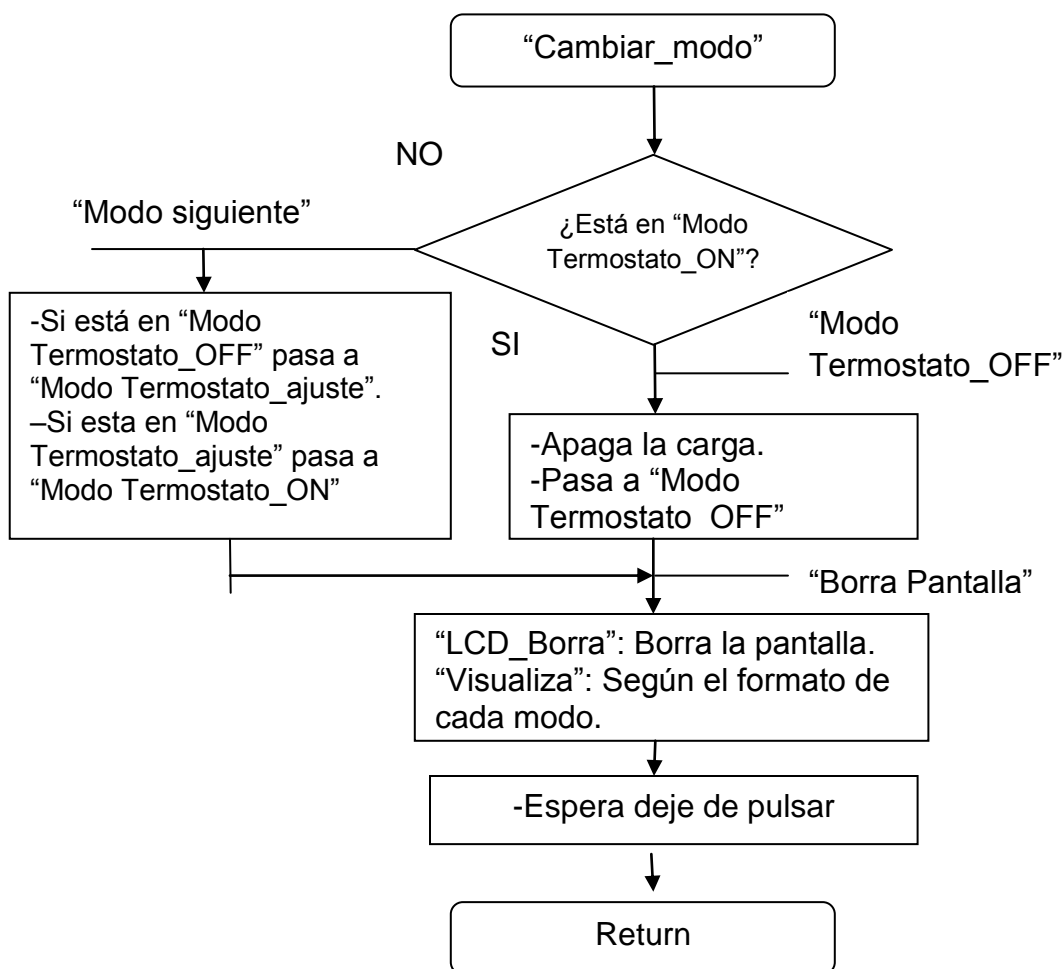 “Cambiar_modo”
NO
“Modo siguiente”
¿Está en “Modo
Termostato_ON”?
-Si está en “Modo
Termostato_OFF” pasa a
“Modo Termostato_ajuste”.
–Si esta en “Modo
Termostato_ajuste” pasa a
“Modo Termostato_ON”
SI
“Modo
Termostato_OFF”
-Apaga la carga.
-Pasa a “Modo
Termostato OFF”
“Borra Pantalla”
“LCD_Borra”: Borra la pantalla.
“Visualiza”: Según el formato de
cada modo.
-Espera deje de pulsar
Return